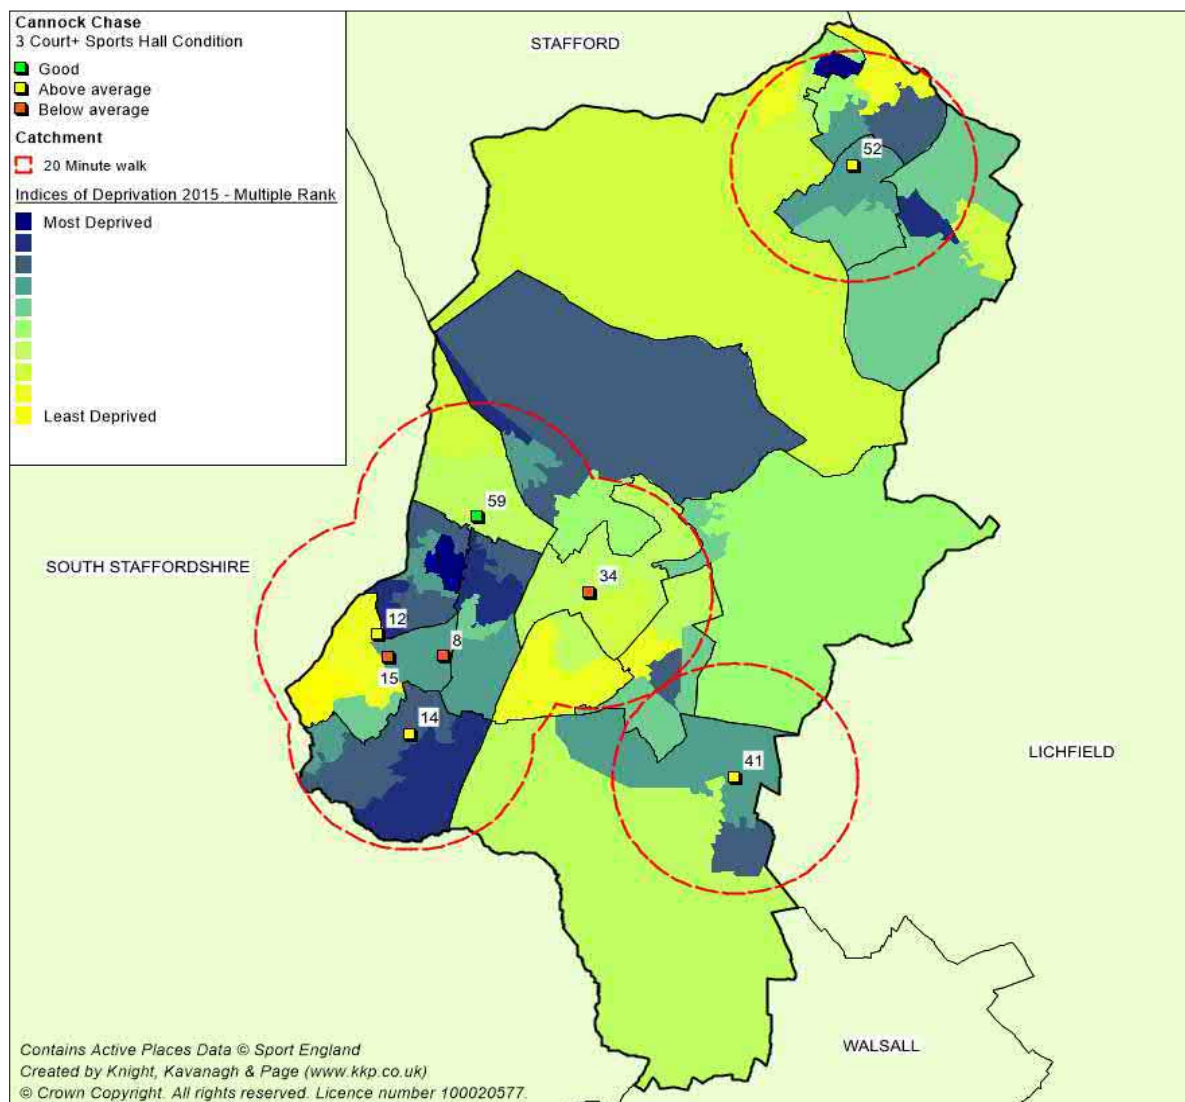 Cannock Chase
3 Court+ Sports Hall Condition
Good
Above average
Below average
Catchment
20 Minute walk
Indices of Deprivation 2015 - Multiple Rank
Most Deprived
Least Deprived
STAFFORD
52
59
SOUTH STAFFORDSHIRE
34
12
8
15
14
41
LICHFIELD
WALSALL
Contains Active Places Data © Sport England
Created by Knight, Kavanagh & Page (www.kkp.co.uk)
© Crown Copyright. All rights reserved. Licence number 100020577.